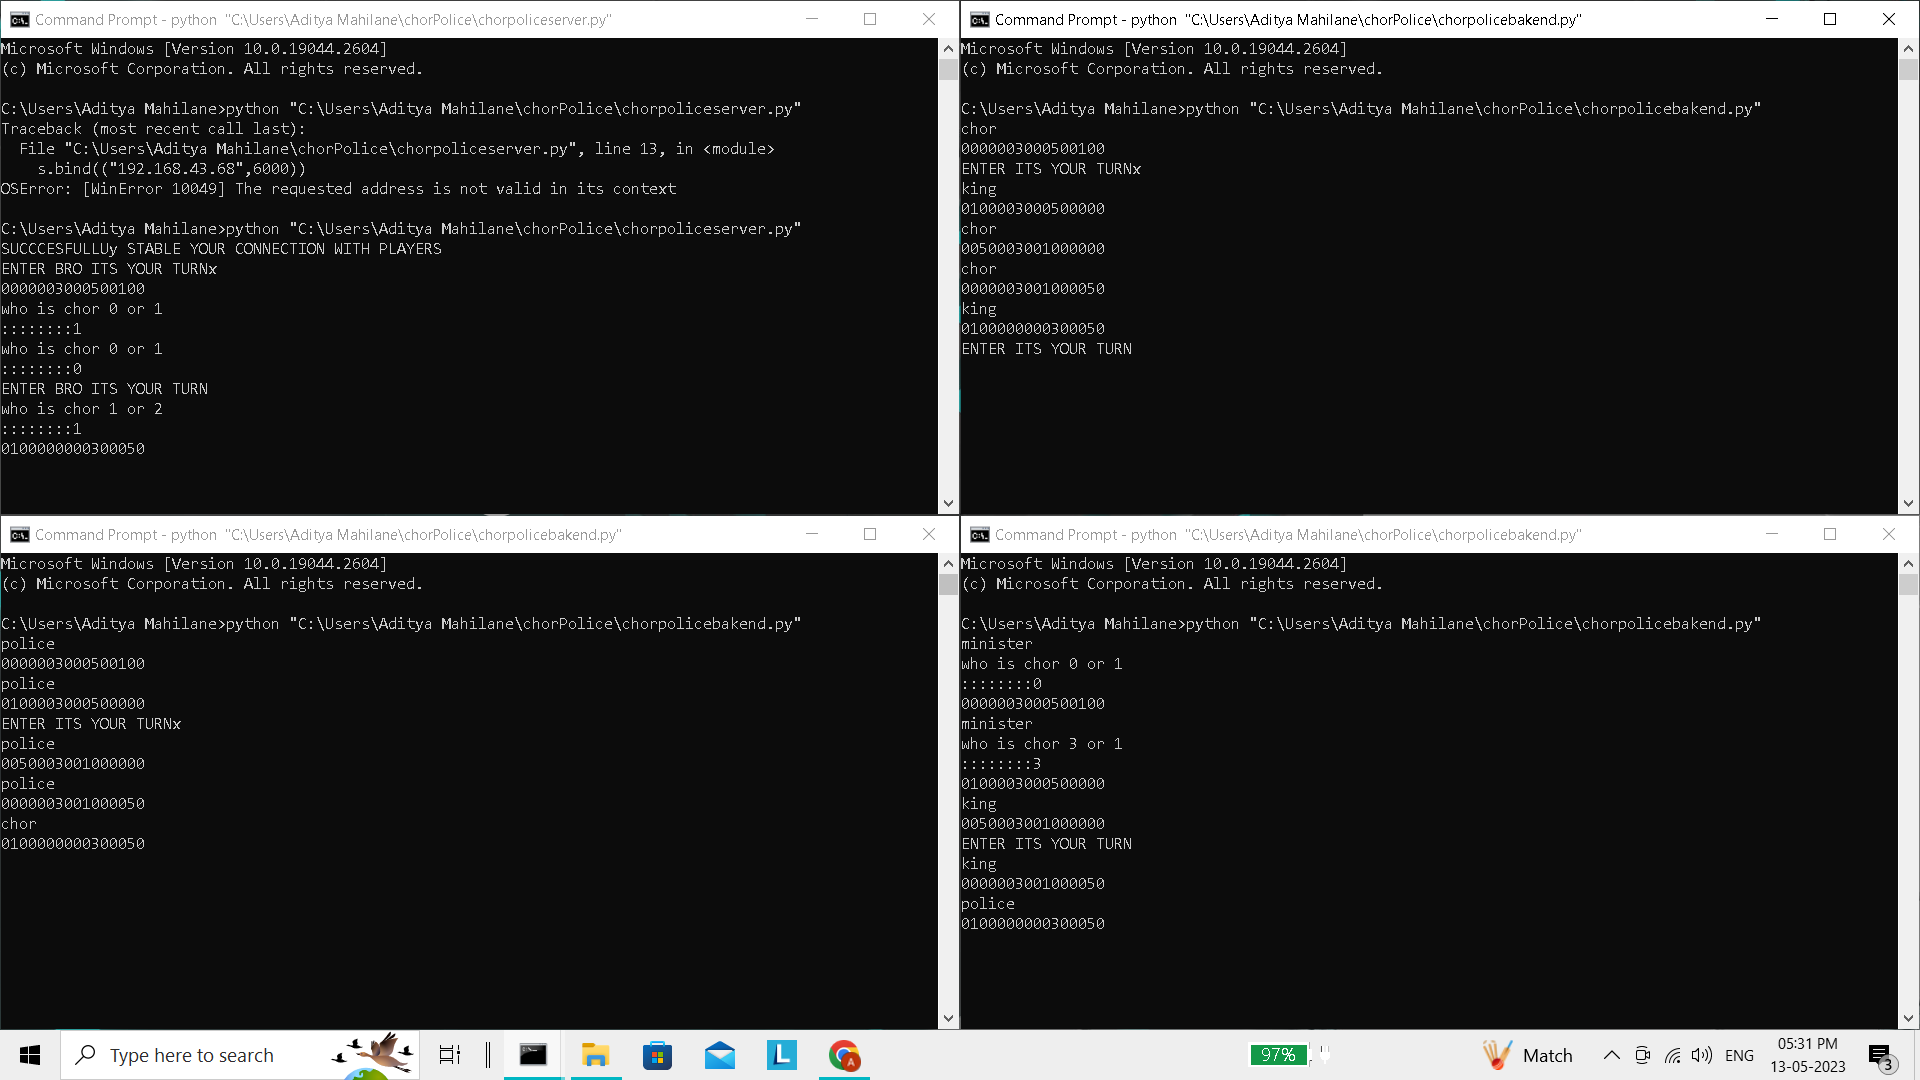 Command Prompt - python  "C:\Users\Aditya Mahilane\chorPolice\chorpoliceserver.py"
Microsoft Windows [Version 10.0.19044.2604]
(c) Microsoft Corporation. All rights reserved.
C:\Users\Aditya Mahilane>python "C:\Users\Aditya Mahilane\chorPolice\chorpoliceserver.py"
Traceback (most recent call last):
  File "C:\Users\Aditya Mahilane\chorPolice\chorpoliceserver.py", line 13, in <module>
    s.bind(("192.168.43.68",6000))
OSError: [WinError 10049] The requested address is not valid in its context
C:\Users\Aditya Mahilane>python "C:\Users\Aditya Mahilane\chorPolice\chorpoliceserver.py"
SUCCCESFULLUy STABLE YOUR CONNECTION WITH PLAYERS
ENTER BRO ITS YOUR TURNx
0000003000500100
who is chor 0 or 1
::::::::1
who is chor 0 or 1
::::::::0
ENTER BRO ITS YOUR TURN
who is chor 1 or 2
::::::::1
0100000000300050
Command Prompt - python  "C:\Users\Aditya Mahilane\chorPolice\chorpolicebakend.py"
Microsoft Windows [Version 10.0.19044.2604]
(c) Microsoft Corporation. All rights reserved.
C:\Users\Aditya Mahilane>python "C:\Users\Aditya Mahilane\chorPolice\chorpolicebakend.py"
chor
0000003000500100
ENTER ITS YOUR TURNx
king
0100003000500000
chor
0050003001000000
chor
0000003001000050
king
0100000000300050
ENTER ITS YOUR TURN
Command Prompt - python  "C:\Users\Aditya Mahilane\chorPolice\chorpolicebakend.py"
Microsoft Windows [Version 10.0.19044.2604]
(c) Microsoft Corporation. All rights reserved.
C:\Users\Aditya Mahilane>python "C:\Users\Aditya Mahilane\chorPolice\chorpolicebakend.py"
police
0000003000500100
police
0100003000500000
ENTER ITS YOUR TURNx
police
0050003001000000
police
0000003001000050
chor
0100000000300050
Command Prompt - python  "C:\Users\Aditya Mahilane\chorPolice\chorpolicebakend.py"
Microsoft Windows [Version 10.0.19044.2604]
(c) Microsoft Corporation. All rights reserved.
C:\Users\Aditya Mahilane>python "C:\Users\Aditya Mahilane\chorPolice\chorpolicebakend.py"
minister
who is chor 0 or 1
::::::::0
0000003000500100
minister
who is chor 3 or 1
::::::::3
0100003000500000
king
0050003001000000
ENTER ITS YOUR TURN
king
0000003001000050
police
0100000000300050
Type here to search
L
A
97%
Match
ENG
05:31 PM
13-05-2023
3